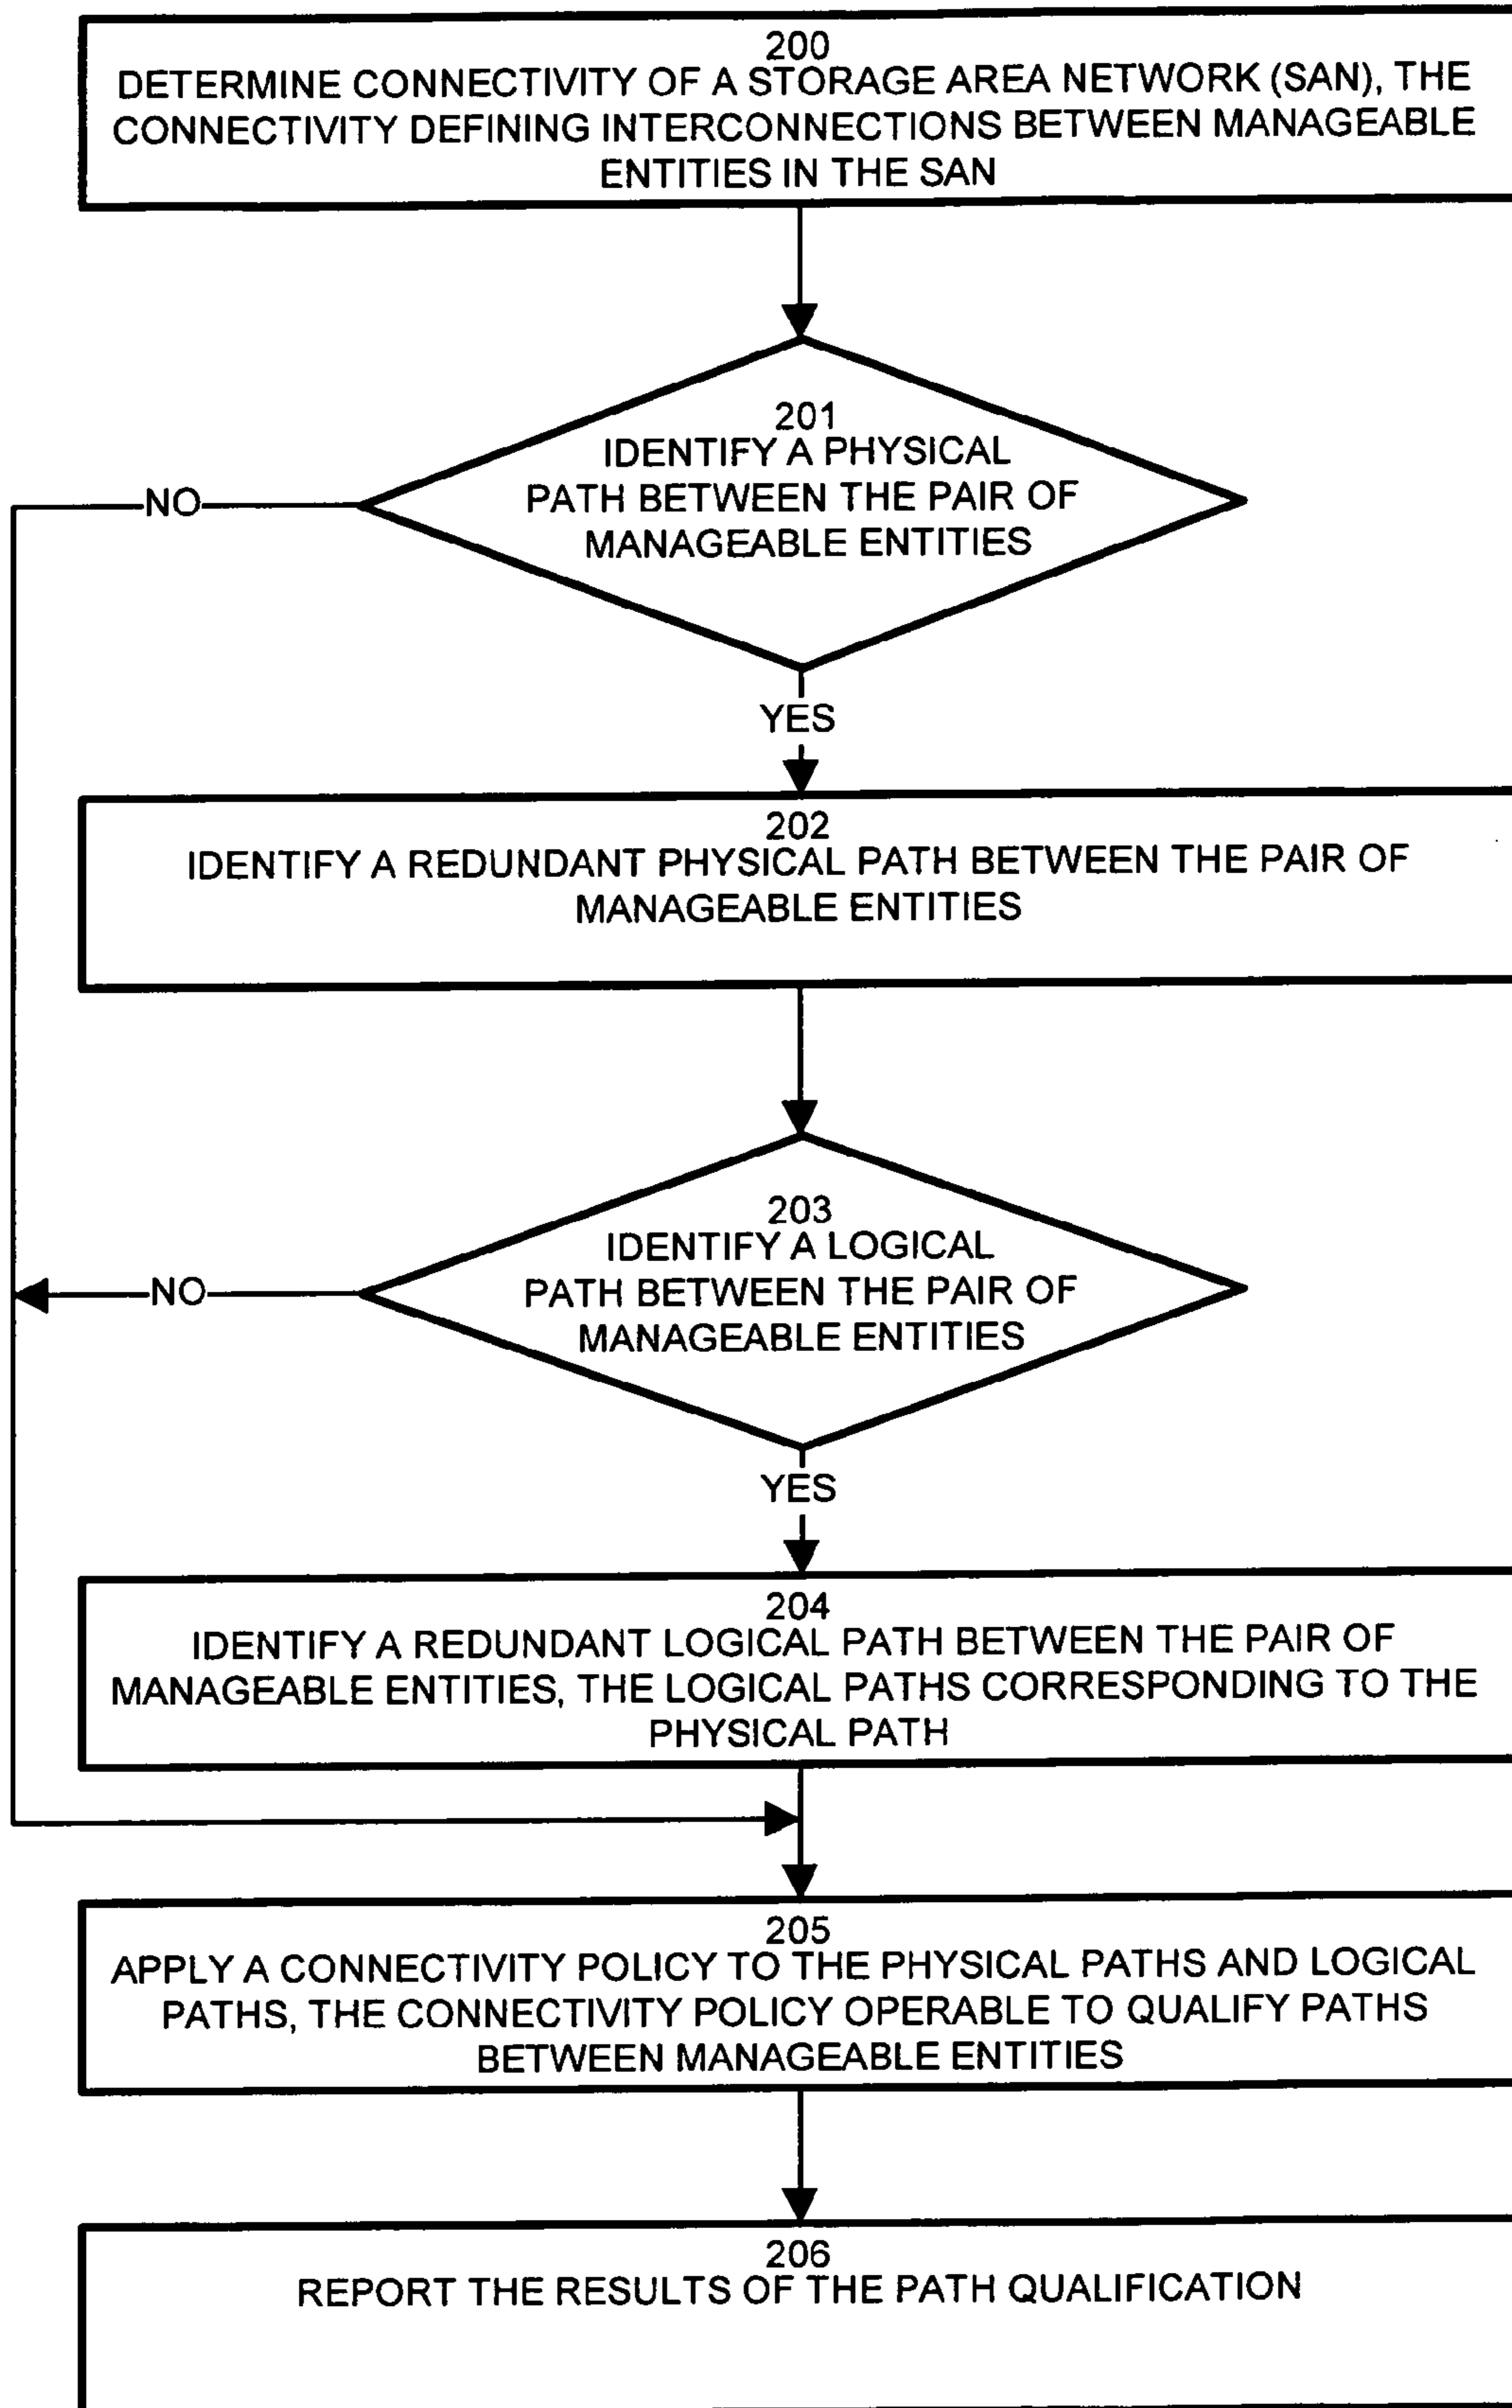 200
DETERMINE CONNECTIVITY OF A STORAGE AREA NETWORK (SAN), THE
CONNECTIVITY DEFINING INTERCONNECTIONS BETWEEN MANAGEABLE
ENTITIES IN THE SAN
201
IDENTIFY A PHYSICAL
PATH BETWEEN THE PAIR OF
MANAGEABLE ENTITIES
NO
YES
202
IDENTIFY A REDUNDANT PHYSICAL PATH BETWEEN THE PAIR OF
MANAGEABLE ENTITIES
203
IDENTIFY A LOGICAL
PATH BETWEEN THE PAIR OF
MANAGEABLE ENTITIES
NO
YES
204
IDENTIFY A REDUNDANT LOGICAL PATH BETWEEN THE PAIR OF
MANAGEABLE ENTITIES, THE LOGICAL PATHS CORRESPONDING TO THE
PHYSICAL PATH
205
APPLY A CONNECTIVITY POLICY TO THE PHYSICAL PATHS AND LOGICAL
PATHS, THE CONNECTIVITY POLICY OPERABLE TO QUALIFY PATHS
BETWEEN MANAGEABLE ENTITIES
206
REPORT THE RESULTS OF THE PATH QUALIFICATION